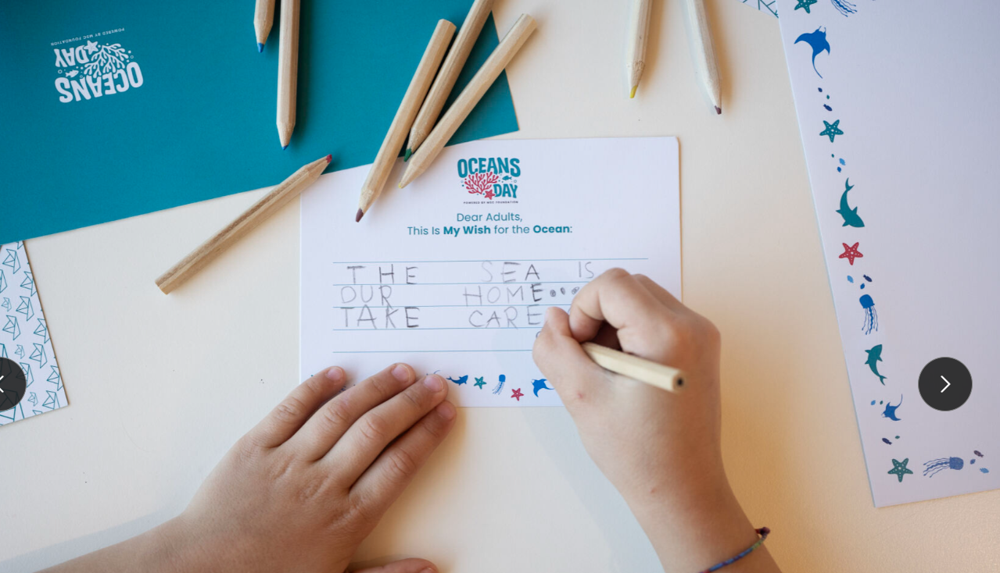 OCEANS
DAY
POWERED BY MSC FOUNDATION
OCEANS
DAY
POWERED BY MSC FOUNDATION
Dear Adults,
This Is My Wish for the Ocean:
THE SEA IS
OUR HOME...
TAKE CARE